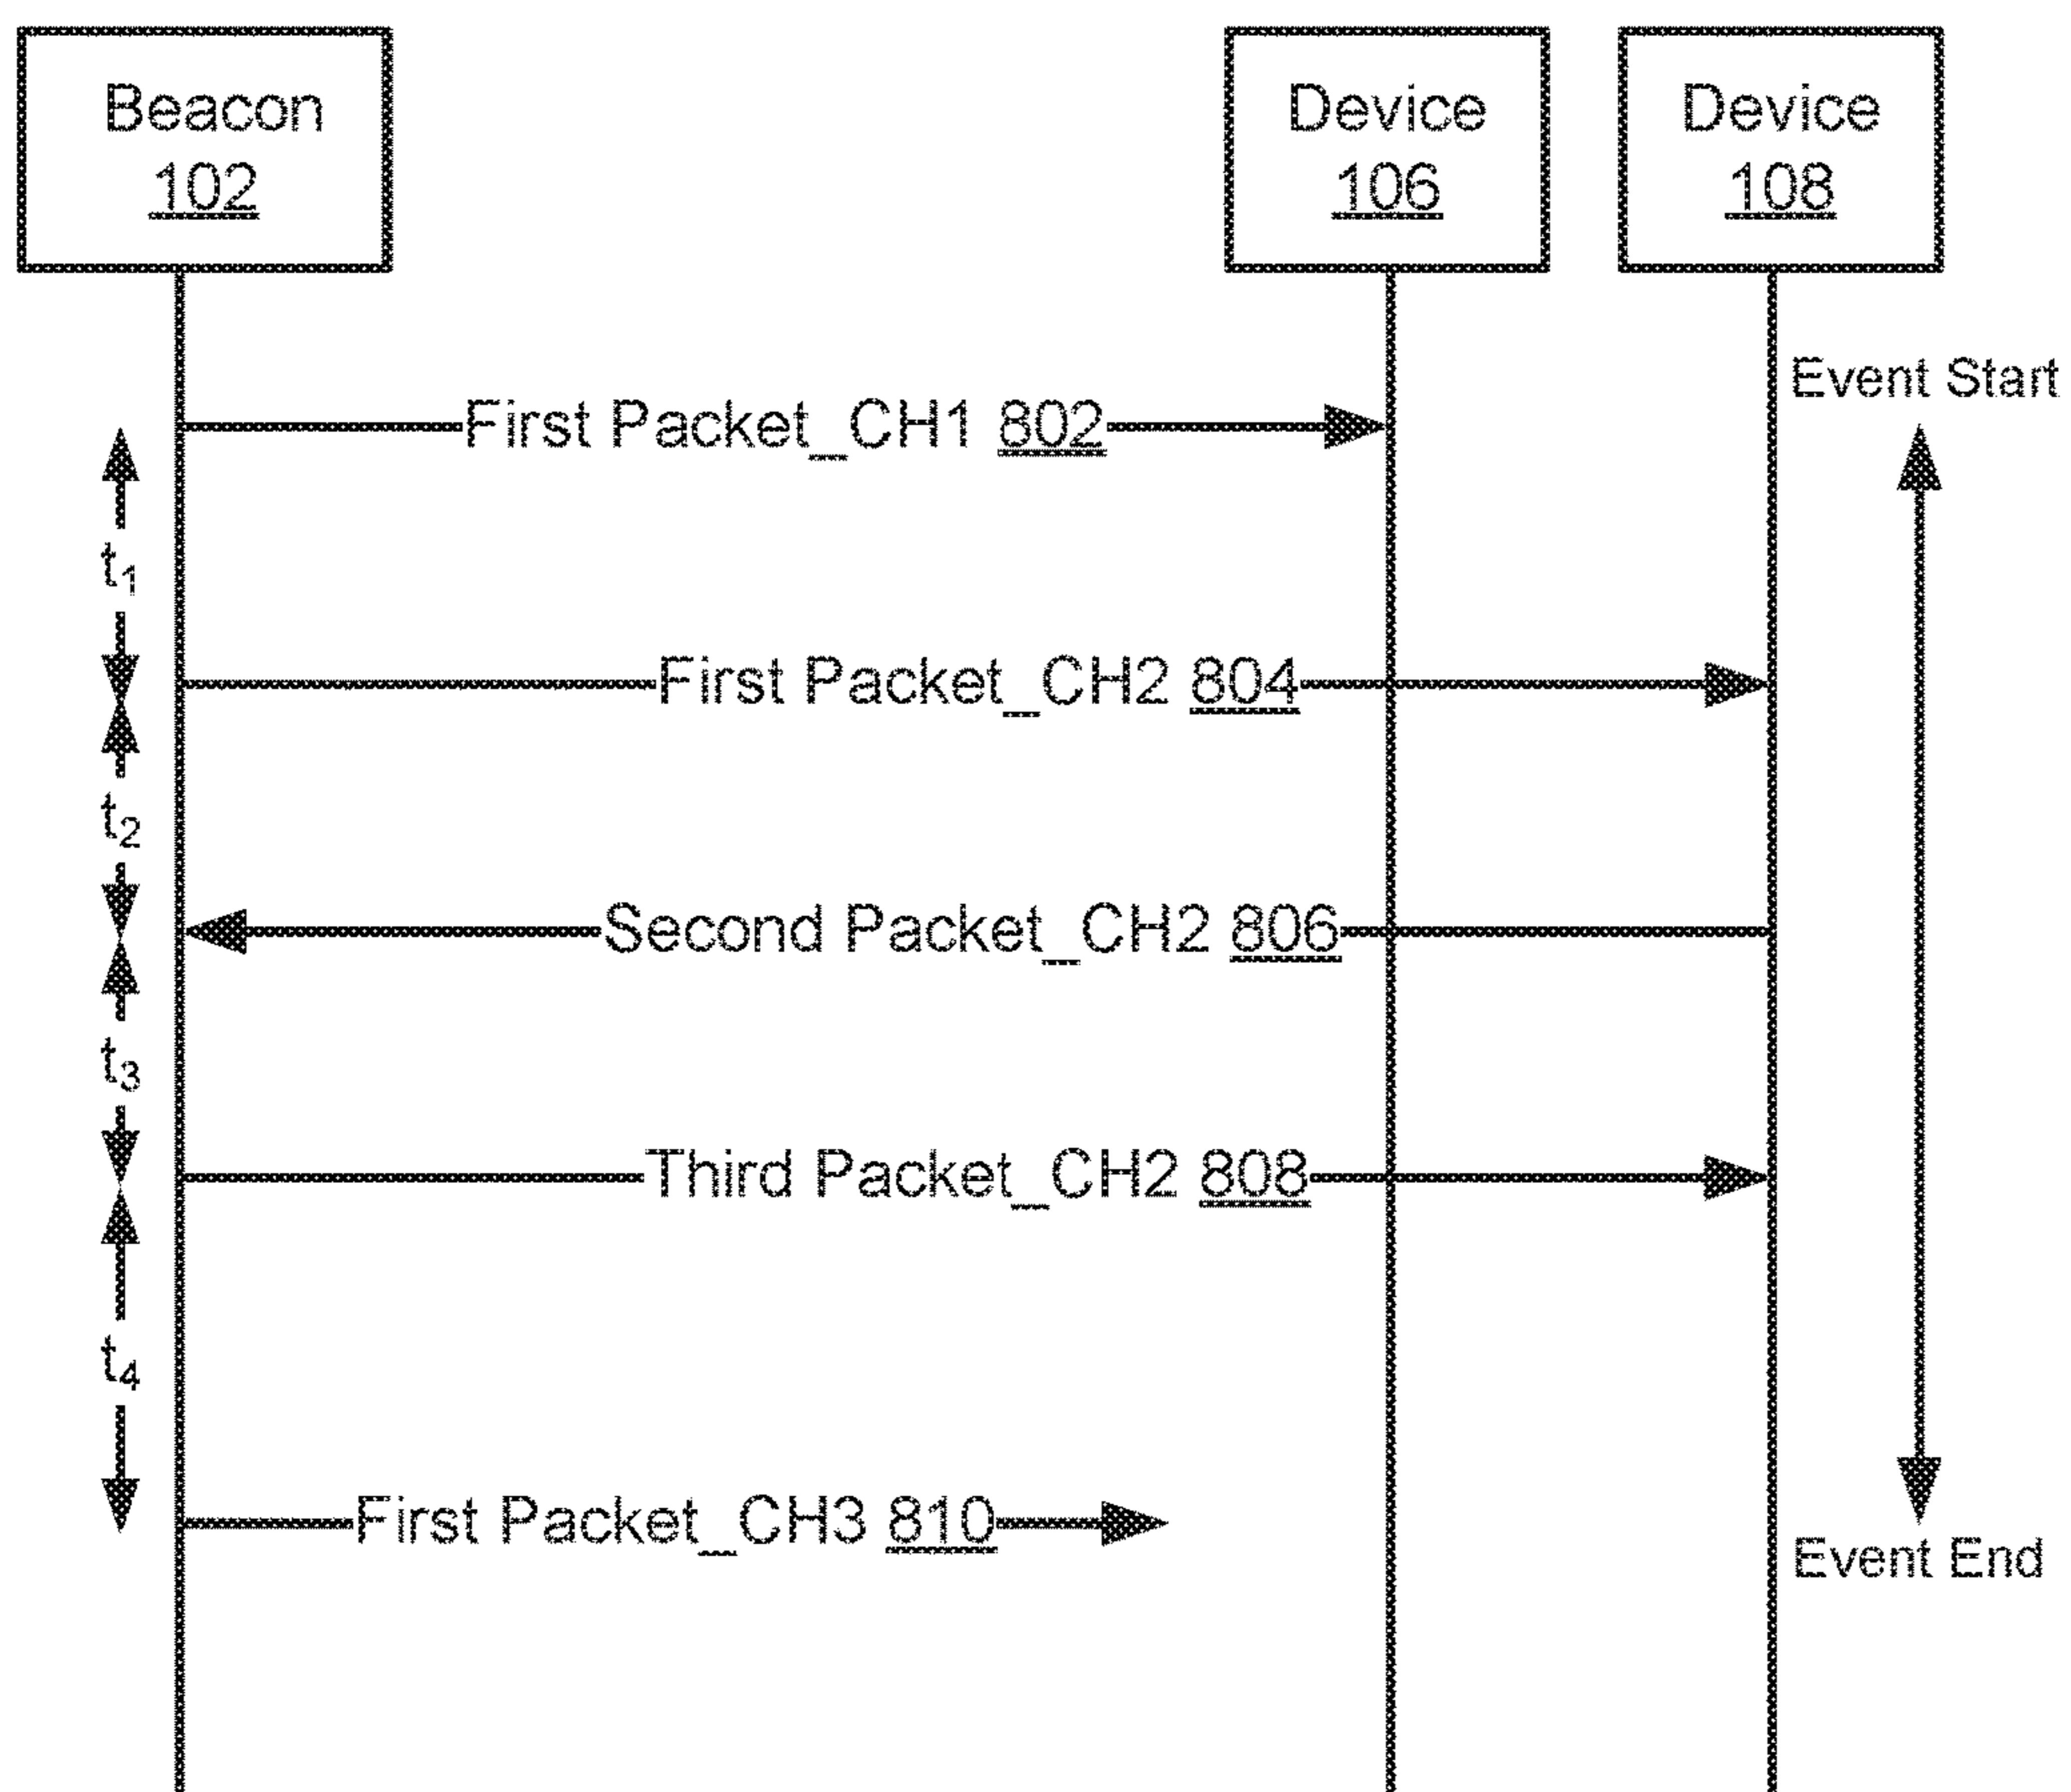 Beacon
102
Device
106
Device
108
Event Start
First Packet_CH1 802
t1
First Packet_CH2 804
t2
Second Packet_CH2 806
t3
Third Packet_CH2 808
t4
First Packet_CH3 810
Event End